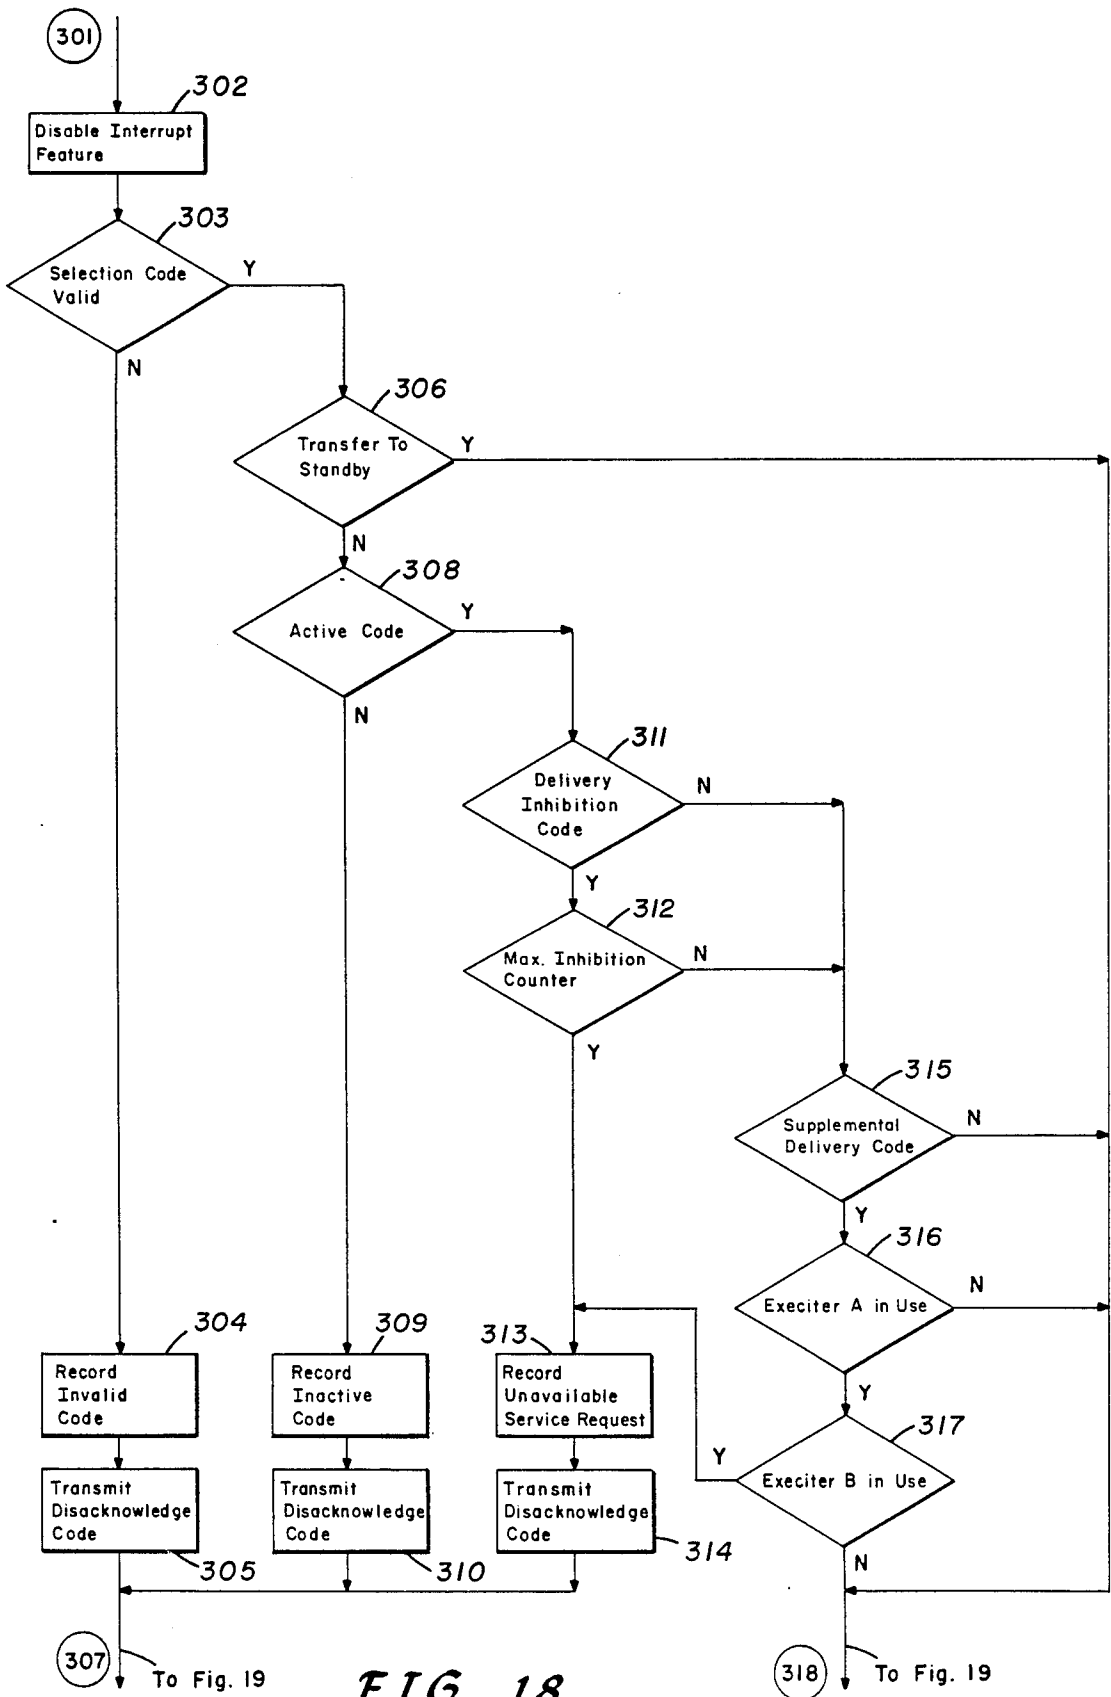 301
302
Disable Interrupt
Feature
303
Selection Code
Valid
Y
N
306
Transfer To
Standby
Y
N
308
Active Code
Y
N
311
Delivery
Inhibition
Code
N
Y
312
Max. Inhibition
Counter
N
Y
315
Supplemental
Delivery Code
N
Y
316
Execiter A in Use
N
Y
317
Execiter B in Use
Y
N
304
Record
Invalid
Code
309
Record
Inactive
Code
313
Record
Unavailable
Service Request
Transmit
Disacknowledge
Code
305
Transmit
Disacknowledge
Code
310
Transmit
Disacknowledge
Code
314
307
To Fig. 19
318
To Fig. 19
FIG. 18